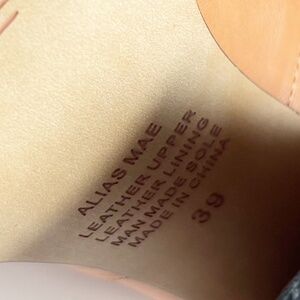 ALIAS MAE
LEATHER UPPER
LEATHER LINING
MAN MADE SOLE
MADE IN CHINA
39